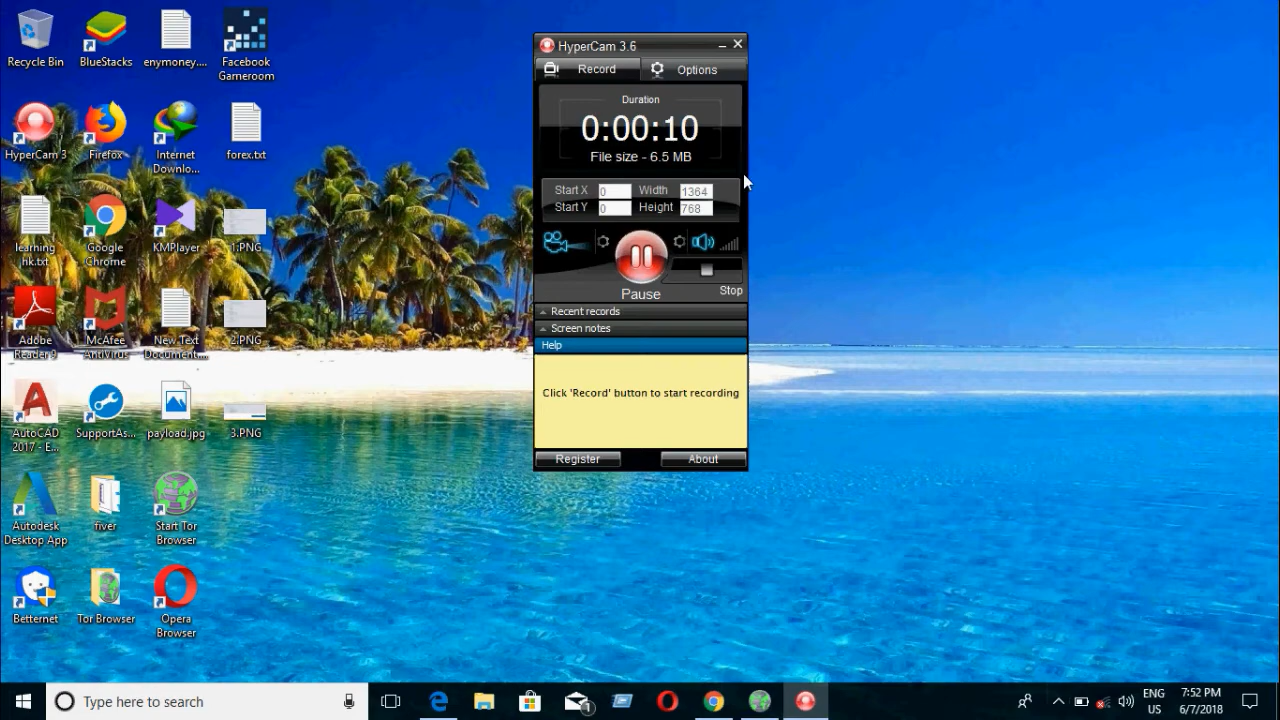 Recycle Bin
BlueStacks
enymoney....
Facebook
Gameroom
HyperCam 3
Firefox
Internet
Downlo...
forex.txt
learning
hk.txt
Google
Chrome
KMPlayer
1.PNG
Adobe
Reader 9
McAfee
AntiVirus
New Text
Document....
2.PNG
AutoCAD
2017 - E...
SupportAs...
payload.jpg
3.PNG
Autodesk
Desktop App
fiver
Start Tor
Browser
Betternet
Tor Browser
Opera
Browser
HyperCam 3.6
Record
Options
Duration
0:00:10
File size - 6.5 MB
Start X 0 Width 1364
Start Y 0 Height 768
Pause
Stop
Recent records
Screen notes
Help
Click 'Record' button to start recording
Register
About
Type here to search
1
ENG
US
7:52 PM
6/7/2018